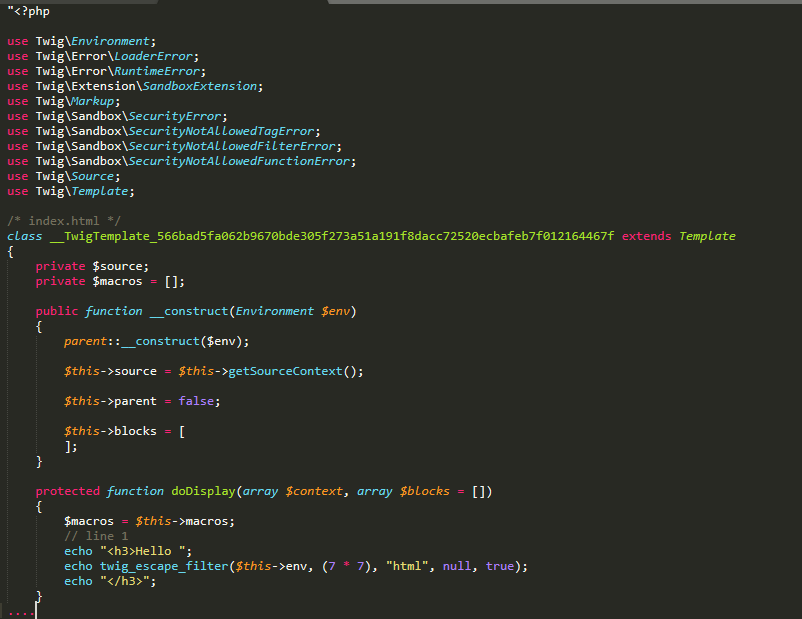 "<?php
use Twig\Environment;
use Twig\Error\LoaderError;
use Twig\Error\RuntimeError;
use Twig\Extension\SandboxExtension;
use Twig\Markup;
use Twig\Sandbox\SecurityError;
use Twig\Sandbox\SecurityNotAllowedTagError;
use Twig\Sandbox\SecurityNotAllowedFilterError;
use Twig\Sandbox\SecurityNotAllowedFunctionError;
use Twig\Source;
use Twig\Template;
/* index.html */
class __TwigTemplate_566bad5fa062b9670bde305f273a51a191f8dacc72520ecbafeb7f012164467f extends Template
{
    private $source;
    private $macros = [];
    public function __construct(Environment $env)
    {
        parent::__construct($env);
        $this->source = $this->getSourceContext();
        $this->parent = false;
        $this->blocks = [
        ];
    }
    protected function doDisplay(array $context, array $blocks = [])
    {
        $macros = $this->macros;
        // line 1
        echo "<h3>Hello ";
        echo twig_escape_filter($this->env, (7 * 7), "html", null, true);
        echo "</h3>";
    }
....